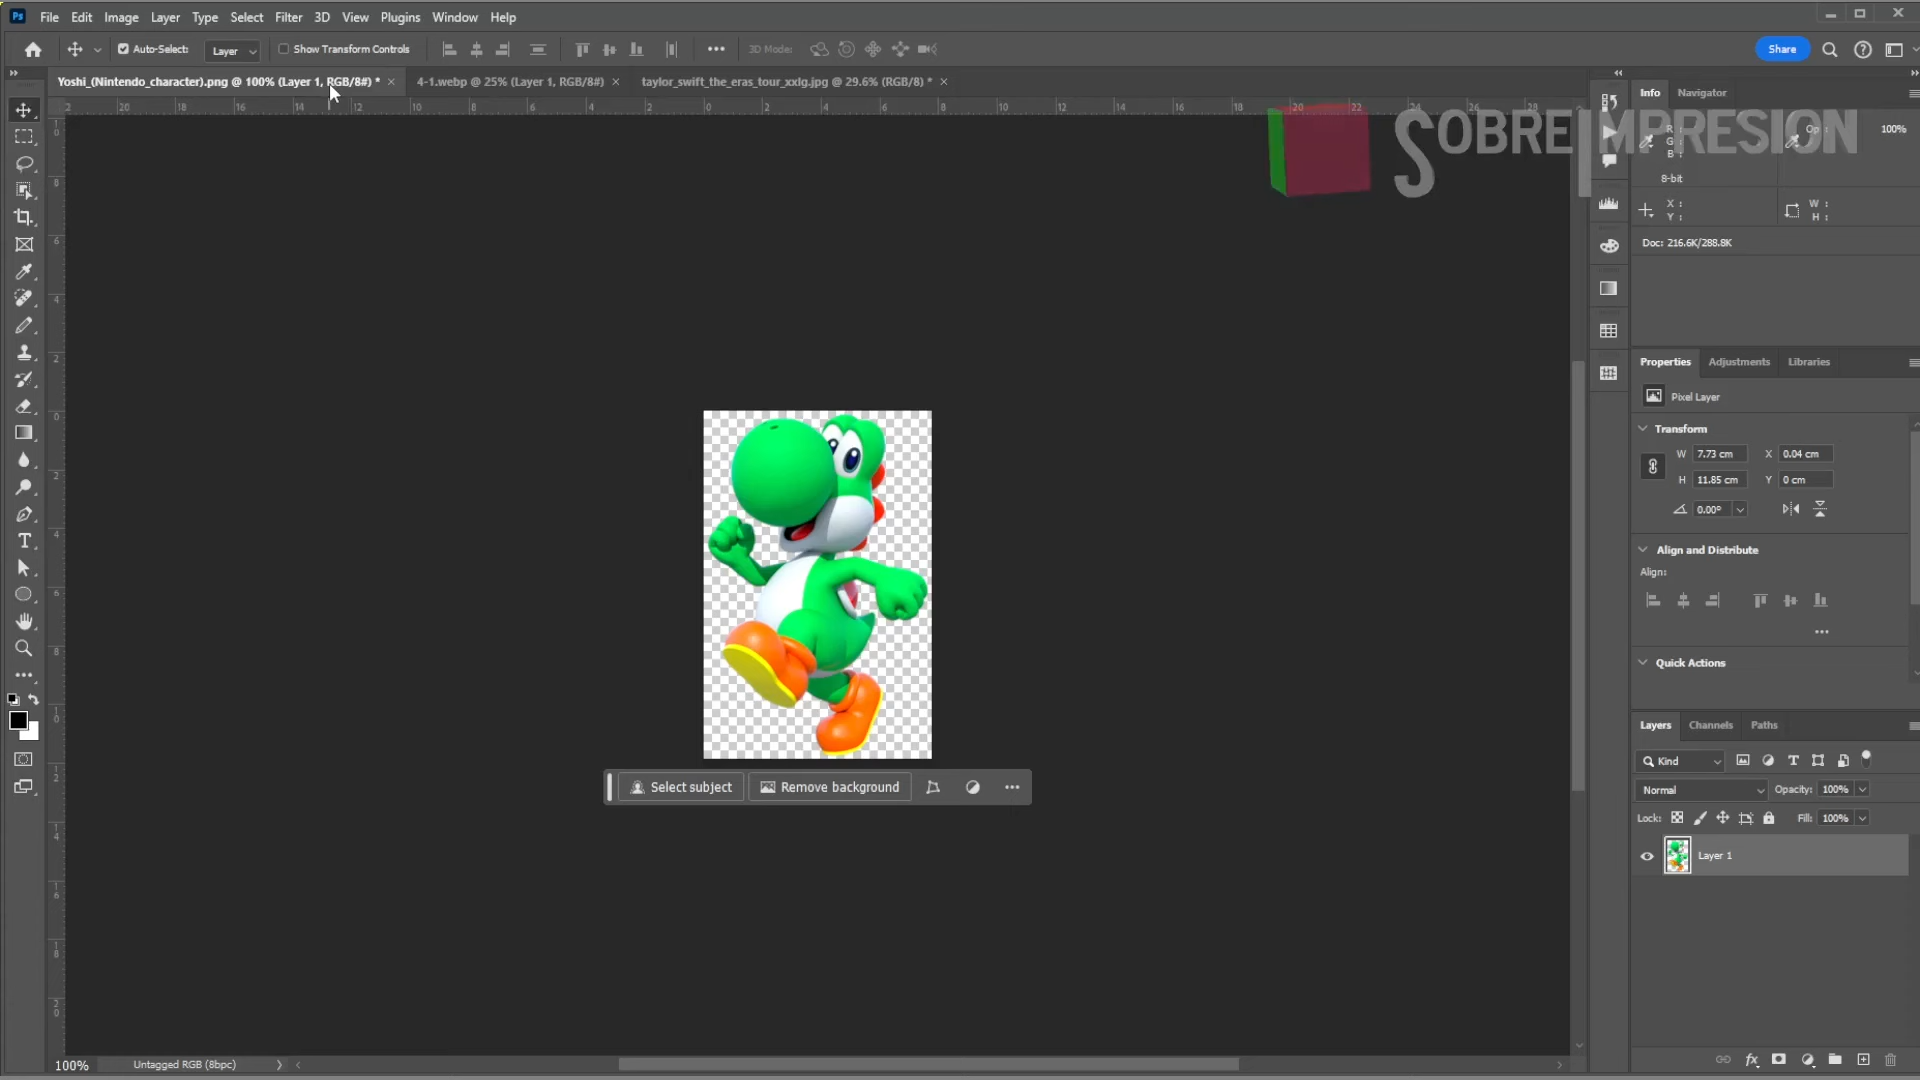 Ps File Edit Image Layer Type Select Filter 3D View Plugins Window Help
Auto-Select: Layer Show Transform Controls 3D Mode: Share
Yoshi_(Nintendo_character).png @ 100% (Layer 1, RGB/8#) * × 4-1.webp @ 25% (Layer 1, RGB/8#) × taylor_swift_the_eras_tour_xxlg.jpg @ 29.6% (RGB/8) * ×
Info Navigator
SOBREIMPRESION
R:
G:
B:
100%
8-bit
X :
Y :
W :
H :
Doc: 216.6K/288.8K
Properties Adjustments Libraries
Pixel Layer
Transform
W 7.73 cm X 0.04 cm
H 11.85 cm Y 0 cm
0.00°
Align and Distribute
Align:
Quick Actions
Select subject Remove background
Layers Channels Paths
Kind
Normal Opacity: 100%
Lock: Fill: 100%
Layer 1
100% Untagged RGB (8bpc)